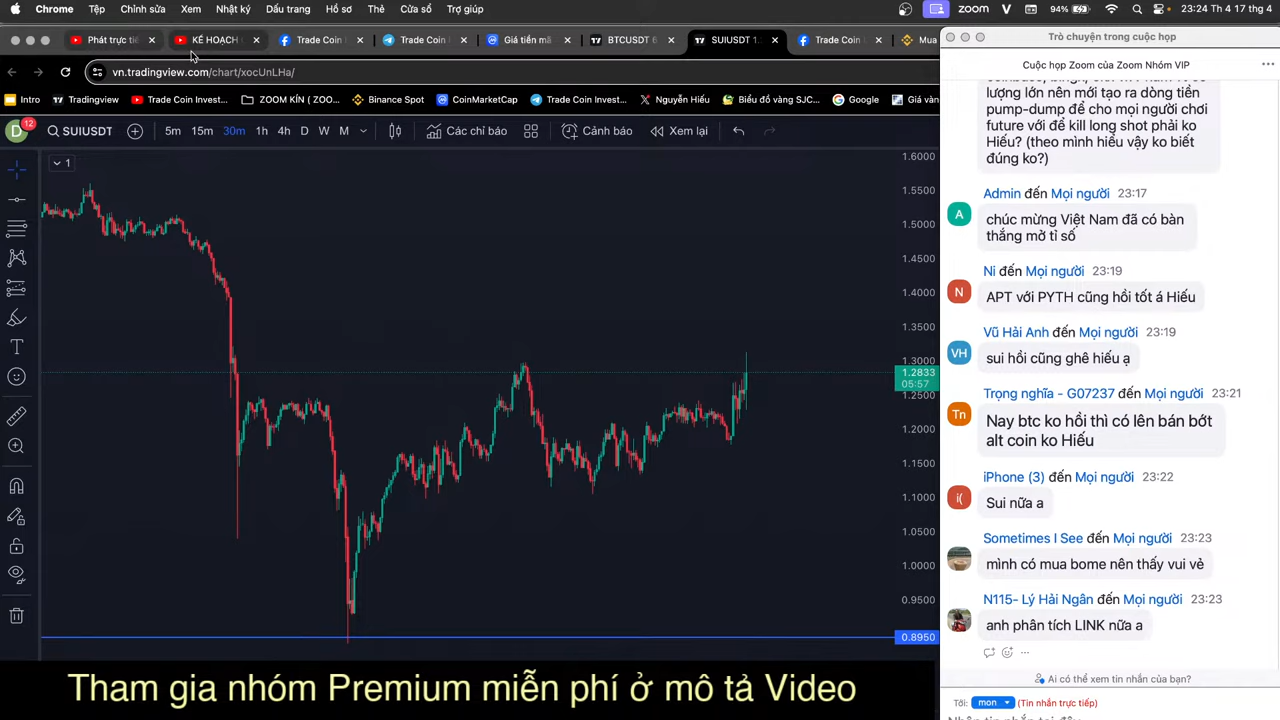 Chrome Tệp Chỉnh sửa Xem Nhật ký Dấu trang Hồ sơ Thẻ Cửa sổ Trợ giúp zoom V 94% 23:24 Th 4 17 thg 4
Phát trực tiế KẾ HOẠCH Trade Coin Trade Coin Giá tiền mã BTCUSDT 6 SUIUSDT 1. Trade Coin Mua
vn.tradingview.com/chart/xocUnLHa/
Intro Tradingview Trade Coin Invest... ZOOM KÍN ( ZOO... Binance Spot CoinMarketCap Trade Coin Invest... Nguyễn Hiếu Biểu đồ vàng SJC... Google Giá vàn
D 12 SUIUSDT 5m 15m 30m 1h 4h D W M Các chỉ báo Cảnh báo Xem lại
1
1.6000
1.5500
1.5000
1.4500
1.4000
1.3500
1.3000
1.2833
05:57
1.2500
1.2000
1.1500
1.1000
1.0500
1.0000
0.9500
0.8950
Tham gia nhóm Premium miễn phí ở mô tả Video
Trò chuyện trong cuộc họp
Cuộc họp Zoom của Zoom Nhóm VIP
lượng lớn nên mới tạo ra dòng tiền
pump-dump để cho mọi người chơi
future với để kill long shot phải ko
Hiếu? (theo mình hiểu vậy ko biết
đúng ko?)
Admin đến Mọi người 23:17
A
chúc mừng Việt Nam đã có bàn
thắng mở tỉ số
Ni đến Mọi người 23:19
N
APT với PYTH cũng hồi tốt á Hiếu
Vũ Hải Anh đến Mọi người 23:19
VH
sui hồi cũng ghê hiếu ạ
Trọng nghĩa - G07237 đến Mọi người 23:21
Tn
Nay btc ko hồi thì có lên bán bớt
alt coin ko Hiếu
iPhone (3) đến Mọi người 23:22
i(
Sui nữa a
Sometimes I See đến Mọi người 23:23
mình có mua bome nên thấy vui vẻ
N115- Lý Hải Ngân đến Mọi người 23:23
anh phân tích LINK nữa a
Ai có thể xem tin nhắn của bạn?
Tới: mon (Tin nhắn trực tiếp)